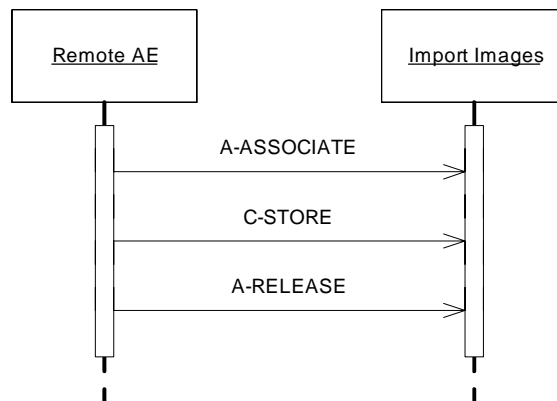 Remote AE
Import Images
A-ASSOCIATE
C-STORE
A-RELEASE